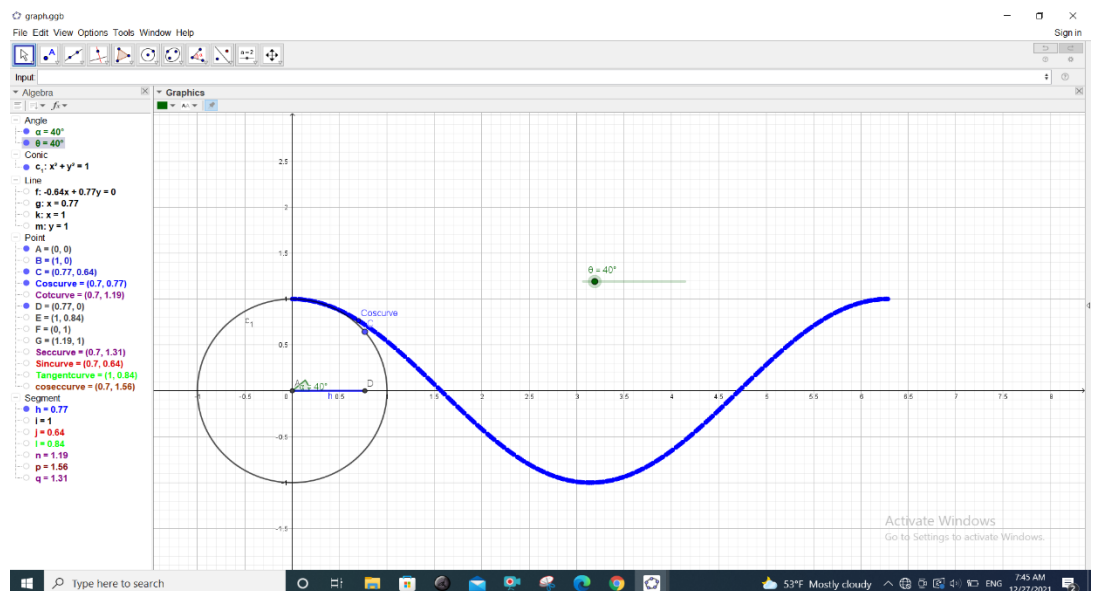 graph.ggb
File Edit View Options Tools Window Help
Sign in
Input:
Algebra
Graphics
Angle
α = 40°
θ = 40°
Conic
c₁: x² + y² = 1
Line
f: -0.64x + 0.77y = 0
g: x = 0.77
k: x = 1
m: y = 1
Point
A = (0, 0)
B = (1, 0)
C = (0.77, 0.64)
Coscurve = (0.7, 0.77)
Cotcurve = (0.7, 1.19)
D = (0.77, 0)
E = (1, 0.84)
F = (0, 1)
G = (1.19, 1)
Seccurve = (0.7, 1.31)
Sincurve = (0.7, 0.64)
Tangentcurve = (1, 0.84)
coseccurve = (0.7, 1.56)
Segment
h = 0.77
i = 1
j = 0.64
l = 0.84
n = 1.19
p = 1.56
q = 1.31
2.5
2
1.5
θ = 40°
1
Coscurve
C
c₁
0.5
A
α = 40°
D
h
-1 -0.5 0 0.5 1 1.5 2 2.5 3 3.5 4 4.5 5 5.5 6 6.5 7 7.5 8
-0.5
-1
-1.5
Activate Windows
Go to Settings to activate Windows.
Type here to search
53°F Mostly cloudy
ENG
7:45 AM
12/27/2021